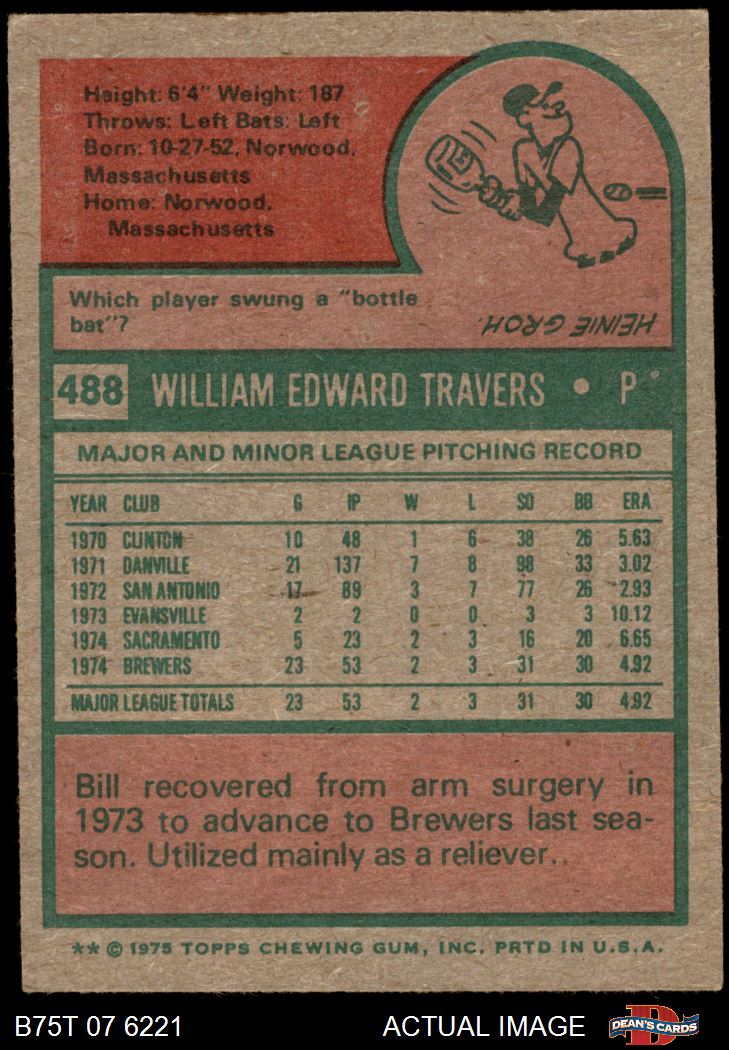 Height: 6'4" Weight: 187
Throws: Left Bats: Left
Born: 10-27-52, Norwood,
Massachusetts
Home: Norwood,
Massachusetts
Which player swung a "bottle
bat"?
HEINIE GROH.
488 WILLIAM EDWARD TRAVERS • P
MAJOR AND MINOR LEAGUE PITCHING RECORD
YEAR CLUB G IP W L SO BB ERA
1970 CLINTON 10 48 1 6 38 26 5.63
1971 DANVILLE 21 137 7 8 98 33 3.02
1972 SAN ANTONIO 17 89 3 7 77 26 2.93
1973 EVANSVILLE 2 2 0 0 3 3 10.12
1974 SACRAMENTO 5 23 2 3 16 20 6.65
1974 BREWERS 23 53 2 3 31 30 4.92
MAJOR LEAGUE TOTALS 23 53 2 3 31 30 4.92
Bill recovered from arm surgery in
1973 to advance to Brewers last sea-
son. Utilized mainly as a reliever.
** © 1975 TOPPS CHEWING GUM, INC. PRTD IN U.S.A.
B75T 07 6221 ACTUAL IMAGE DEAN'S CARDS